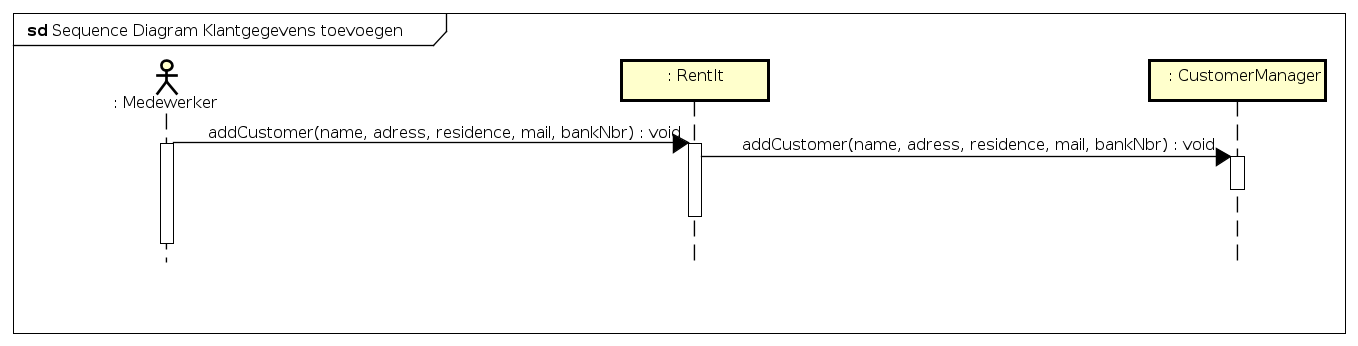 sd Sequence Diagram Klantgegevens toevoegen
: Medewerker
: RentIt
: CustomerManager
addCustomer(name, adress, residence, mail, bankNbr) : void
addCustomer(name, adress, residence, mail, bankNbr) : void